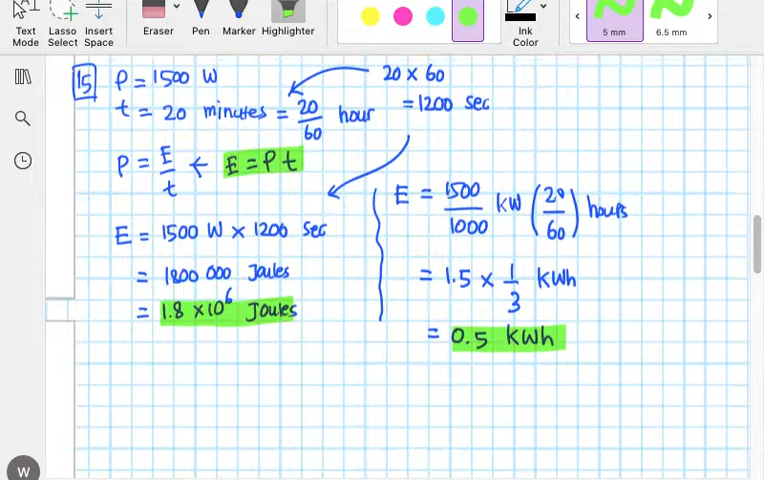 Text
Mode
Lasso
Select
Insert
Space
Eraser
Pen
Marker
Highlighter
Ink
Color
5 mm
6.5 mm
15 P = 1500 W
t = 20 minutes = 20/60 hour
20 × 60
= 1200 sec
P = E/t ← E = P t
E = 1500 W × 1200 sec
= 1800 000 Joules
= 1.8 × 10⁶ Joules
E = 1500/1000 kW (20/60) hours
= 1.5 × 1/3 kWh
= 0.5 kWh
W